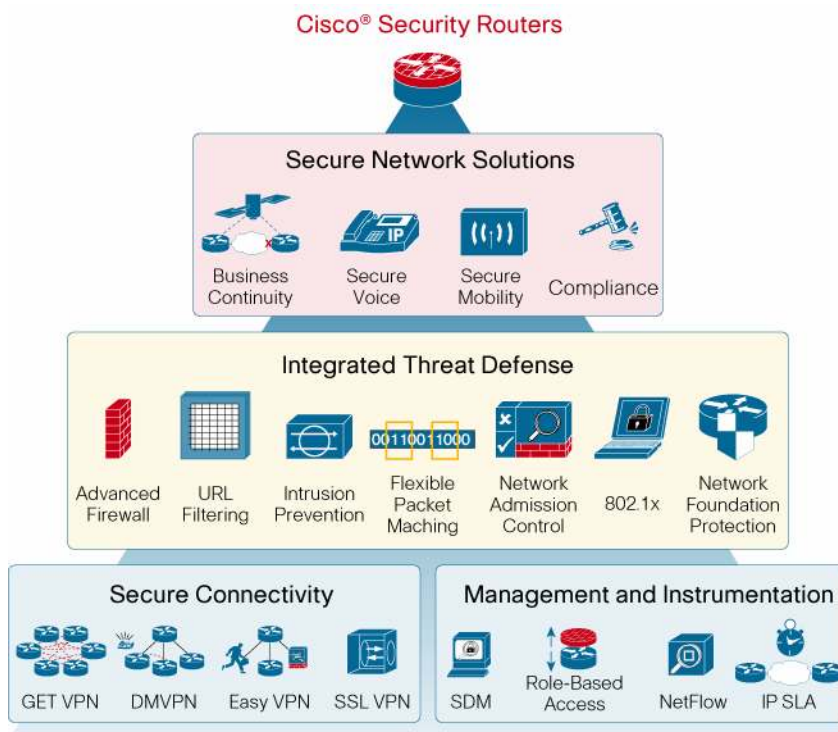 Cisco® Security Routers
Secure Network Solutions
IP
Business
Continuity
Secure
Voice
Secure
Mobility
Compliance
Integrated Threat Defense
00110011000
Advanced
Firewall
URL
Filtering
Intrusion
Prevention
Flexible
Packet
Maching
Network
Admission
Control
802.1x
Network
Foundation
Protection
Secure Connectivity
GET VPN
DMVPN
Easy VPN
SSL VPN
Management and Instrumentation
SDM
Role-Based
Access
NetFlow
IP SLA